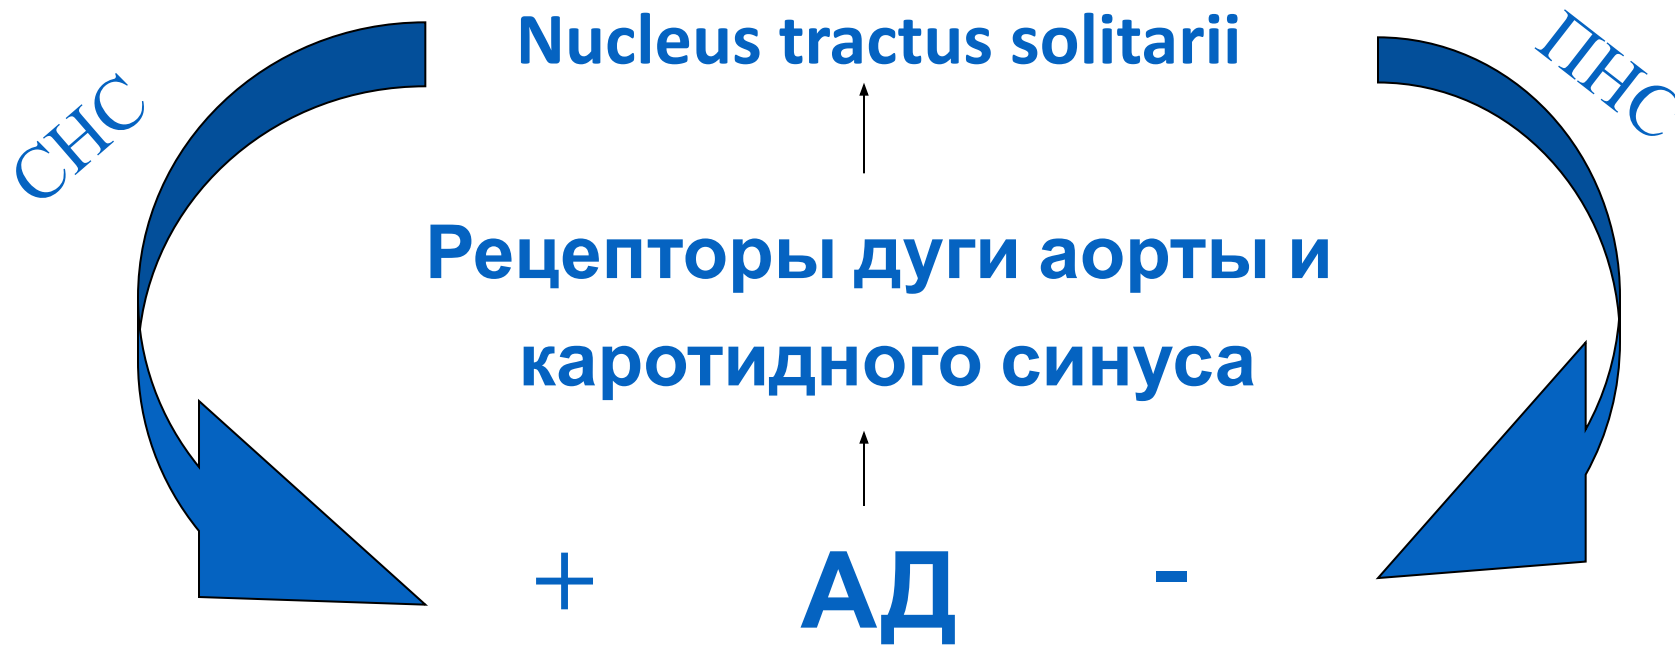 Nucleus tractus solitarii
СНС
ПНС
Рецепторы дуги аорты и
каротидного синуса
+ АД -